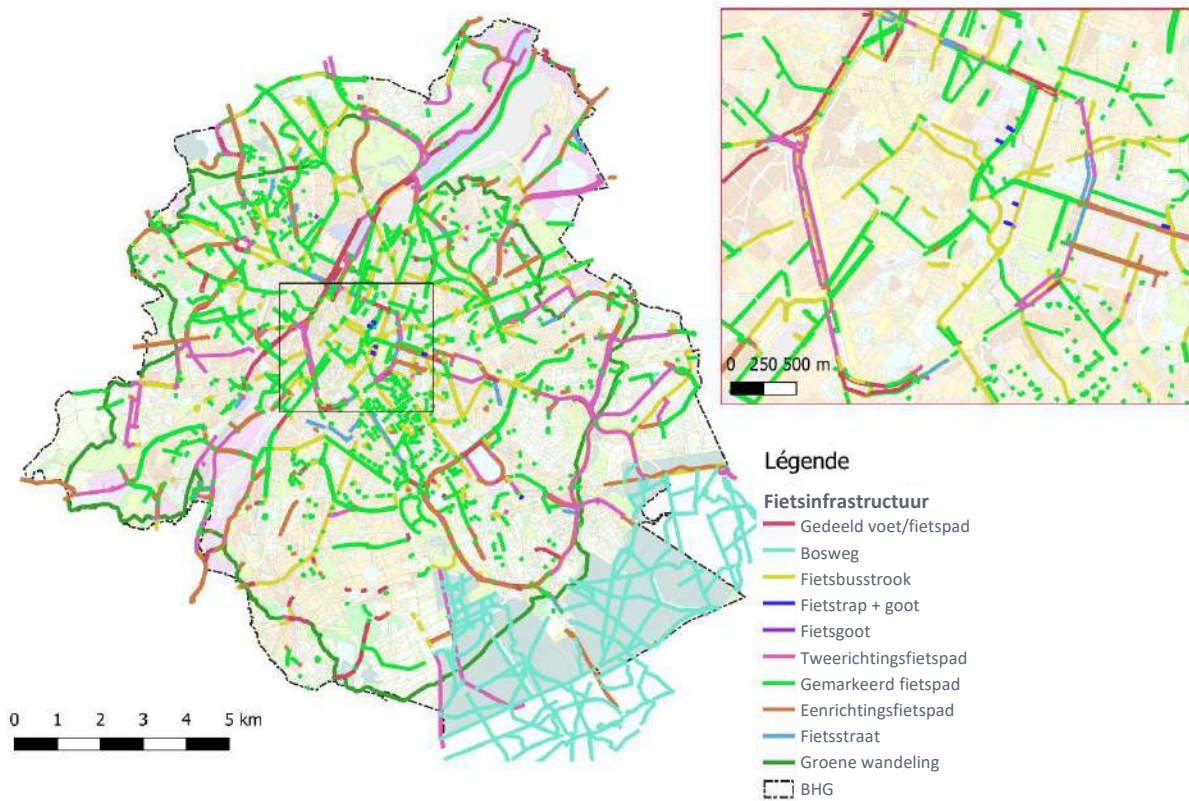 0 250 500 m
Légende
Fietsinfrastructuur
Gedeeld voet/fietspad
Bosweg
Fietsbusstrook
Fietstrap + goot
Fietsgoot
Tweerichtingsfietspad
Gemarkeerd fietspad
Eenrichtingsfietspad
Fietsstraat
Groene wandeling
BHG
0 1 2 3 4 5 km